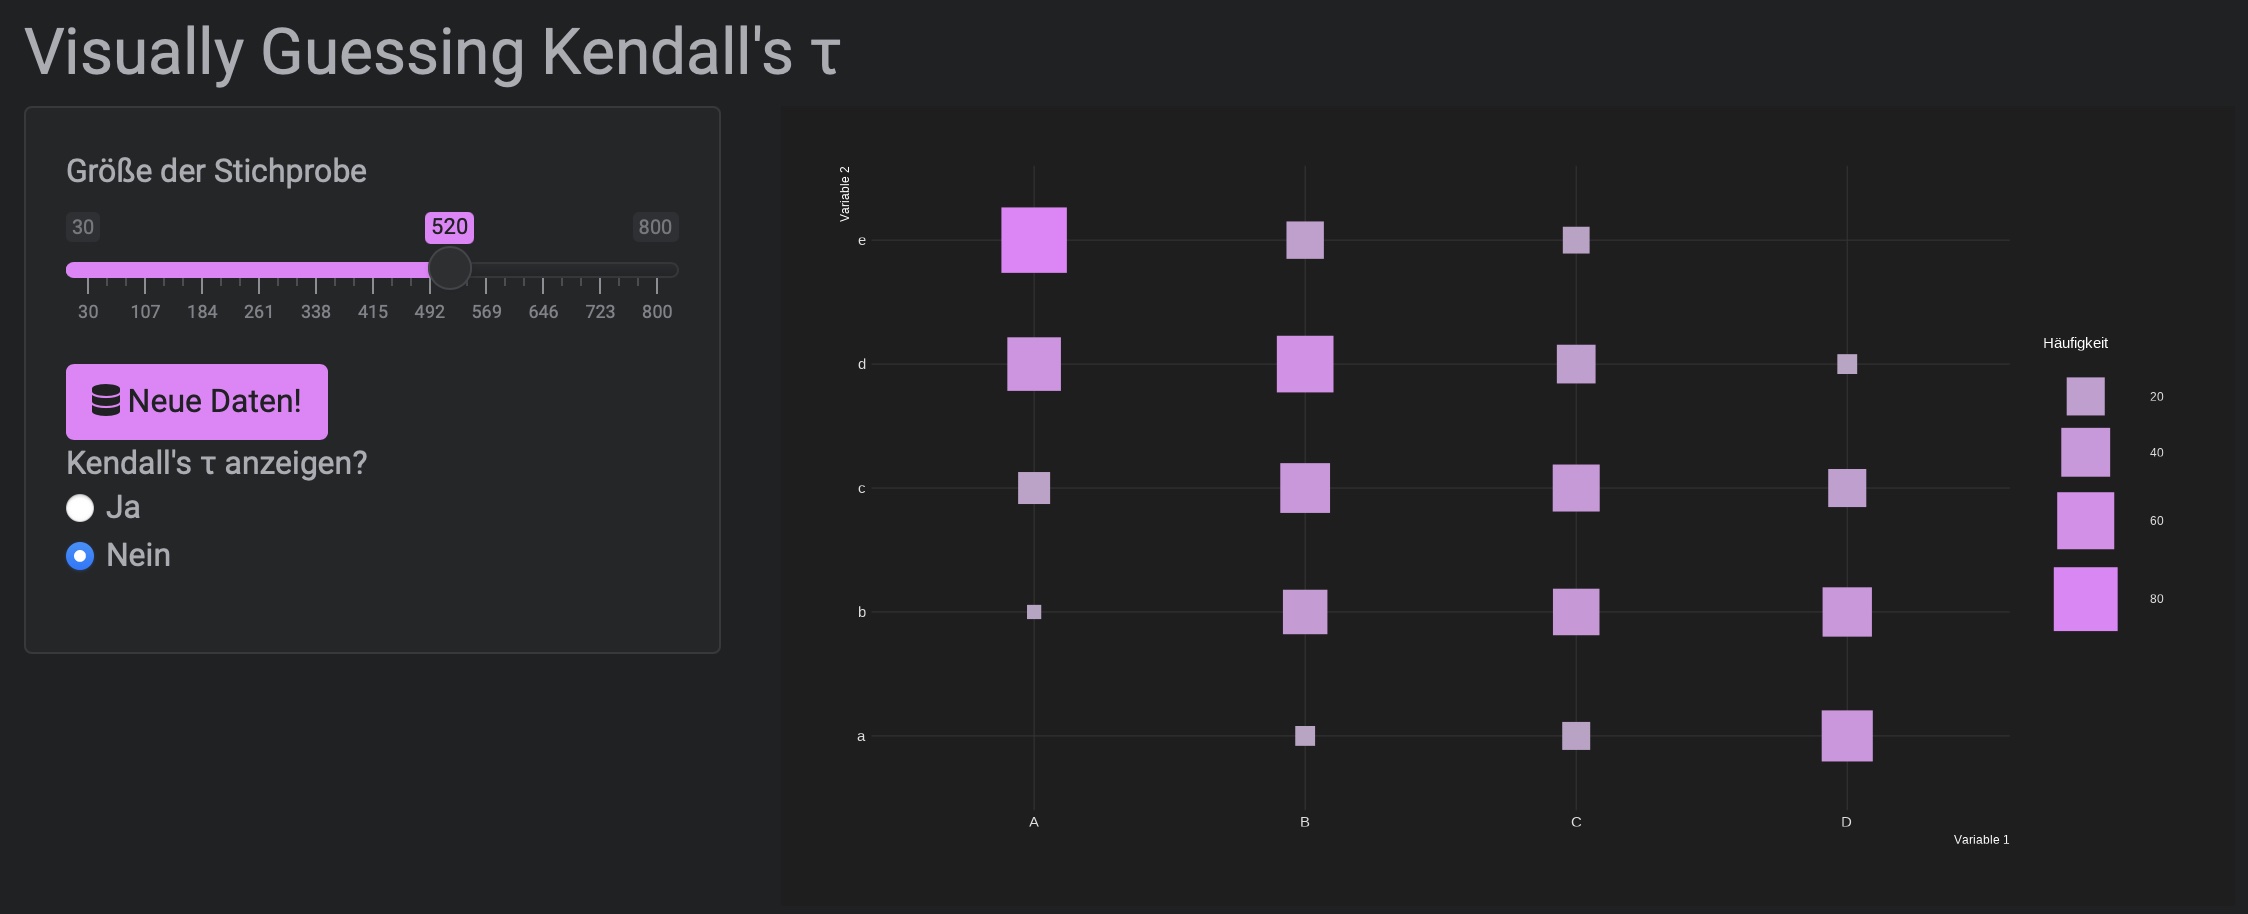 Visually Guessing Kendall's τ
Größe der Stichprobe
30 520 800
30 107 184 261 338 415 492 569 646 723 800
Neue Daten!
Kendall's τ anzeigen?
Ja
Nein
Variable 2
e
d
c
b
a
A B C D
Variable 1
Häufigkeit
20
40
60
80